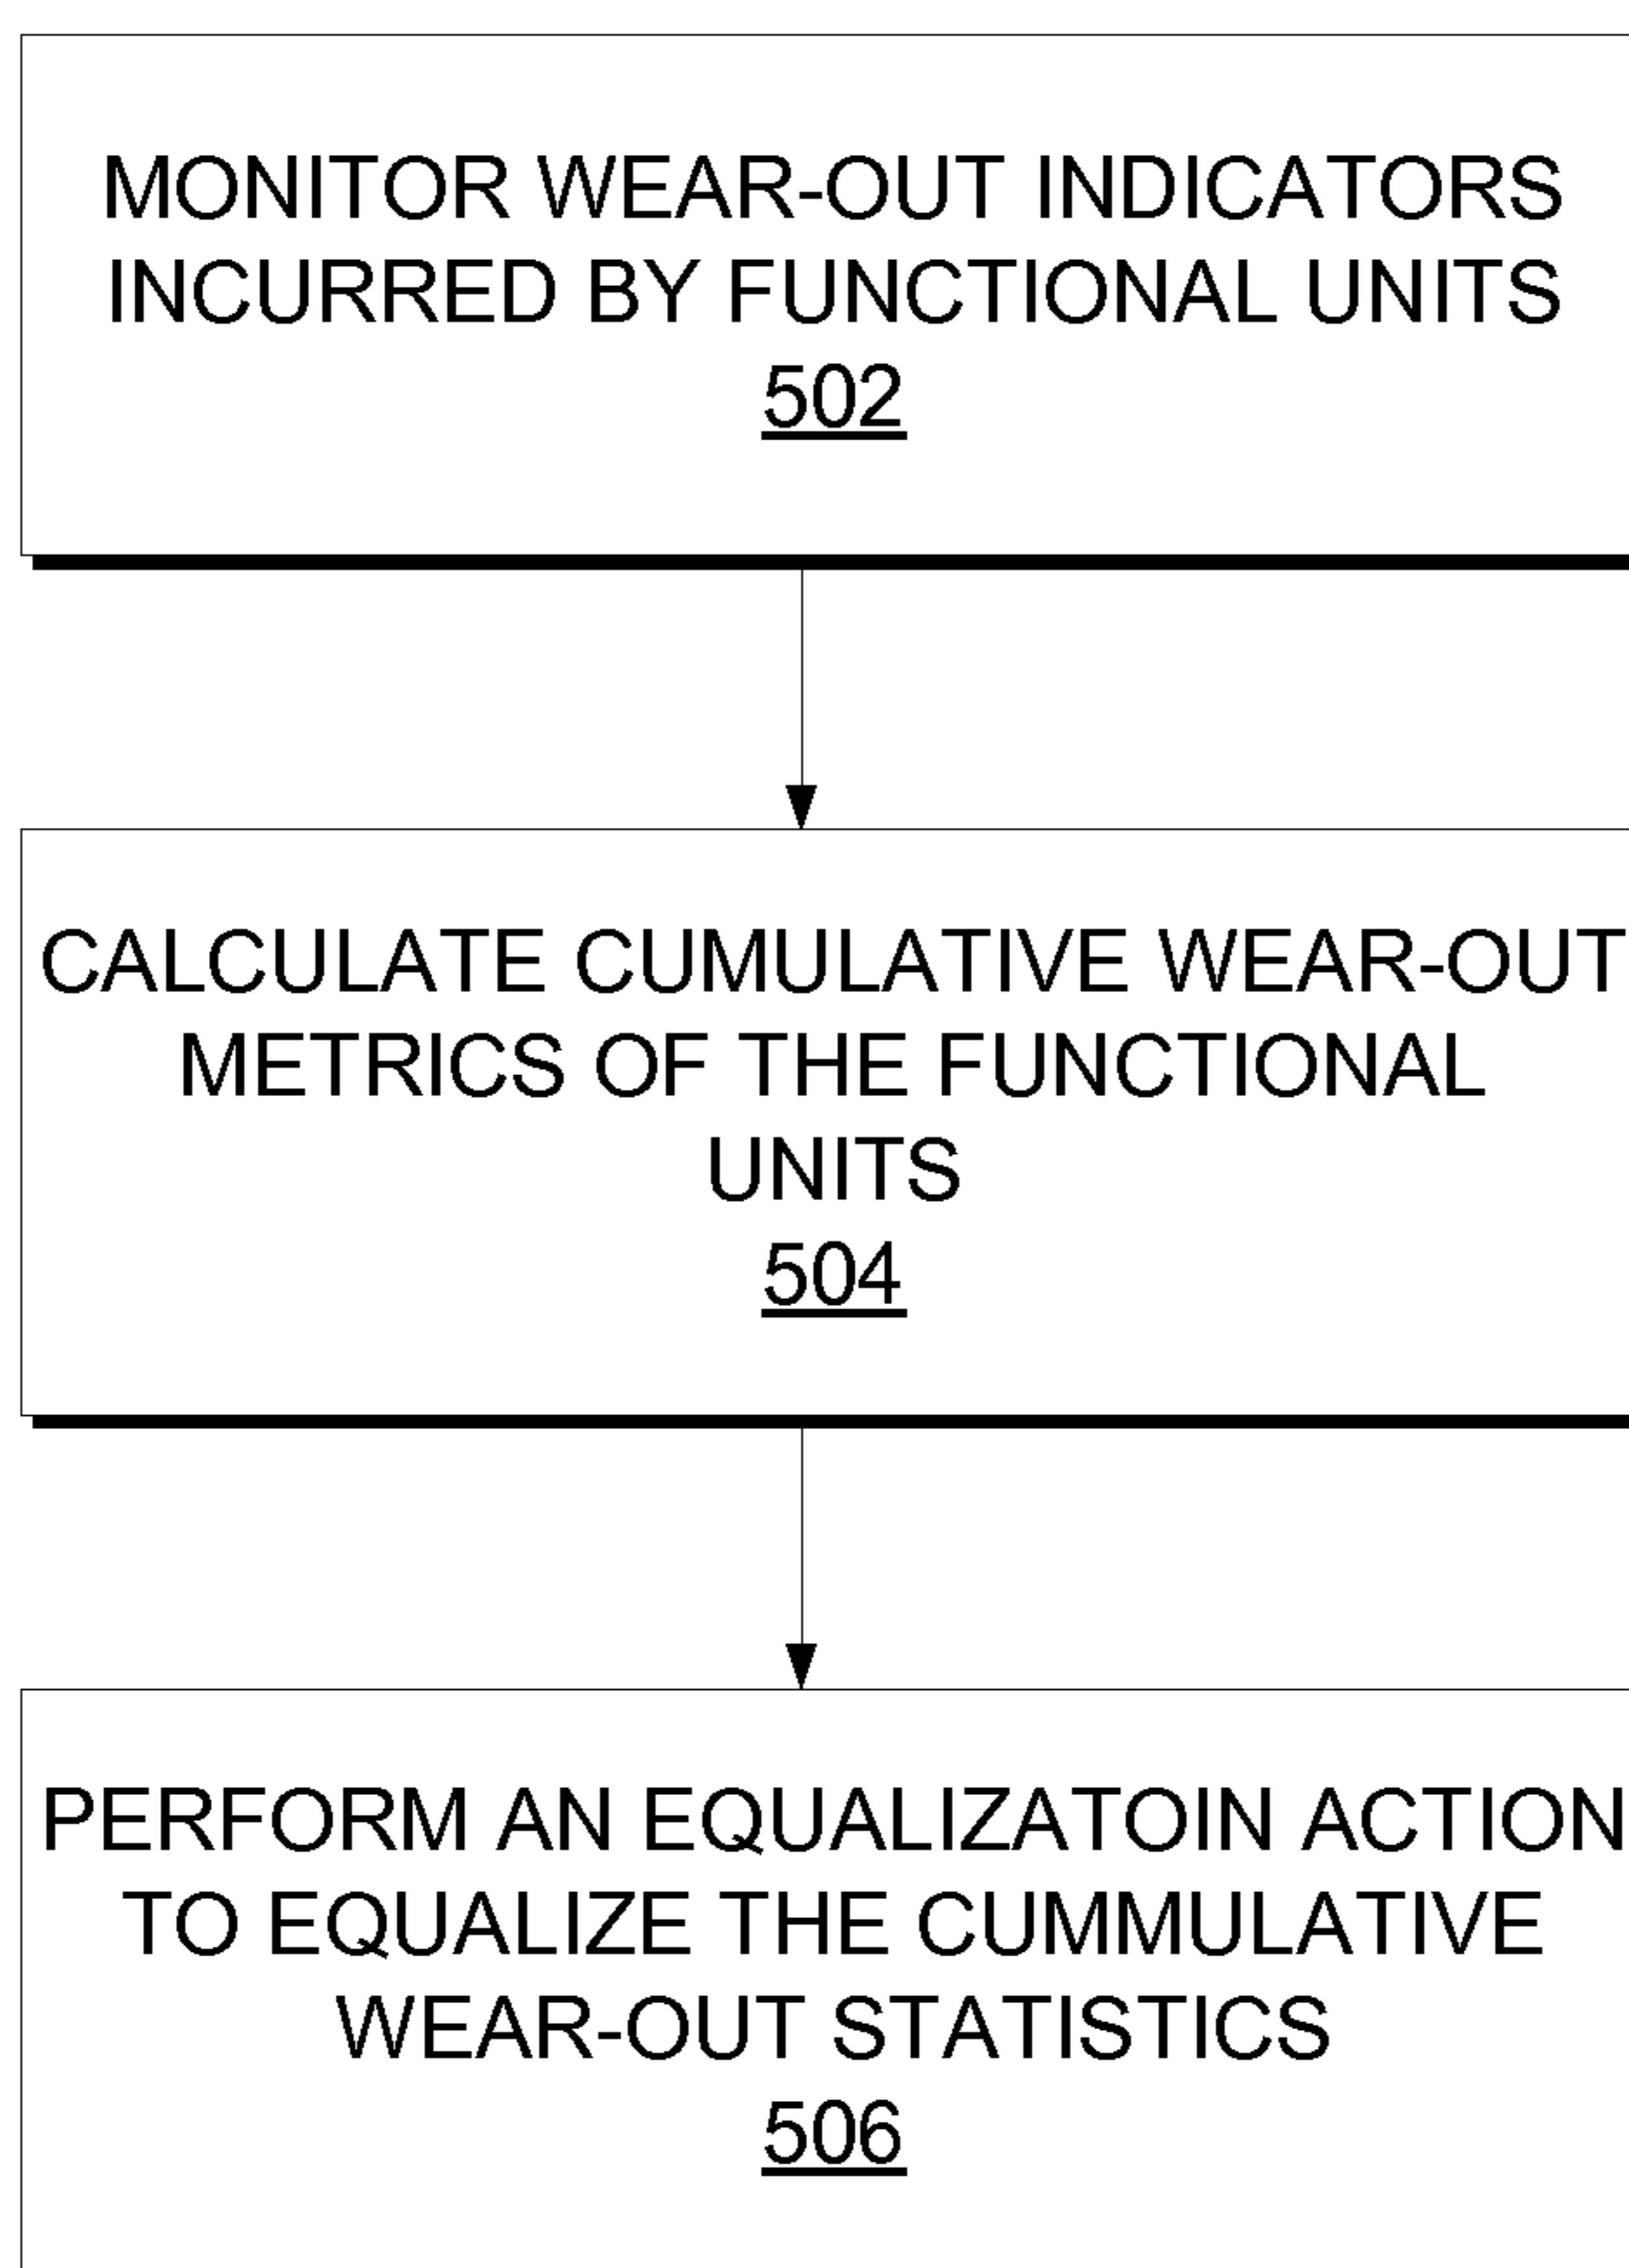 MONITOR WEAR-OUT INDICATORS
INCURRED BY FUNCTIONAL UNITS
502
CALCULATE CUMULATIVE WEAR-OUT
METRICS OF THE FUNCTIONAL
UNITS
504
PERFORM AN EQUALIZATOIN ACTION
TO EQUALIZE THE CUMMULATIVE
WEAR-OUT STATISTICS
506